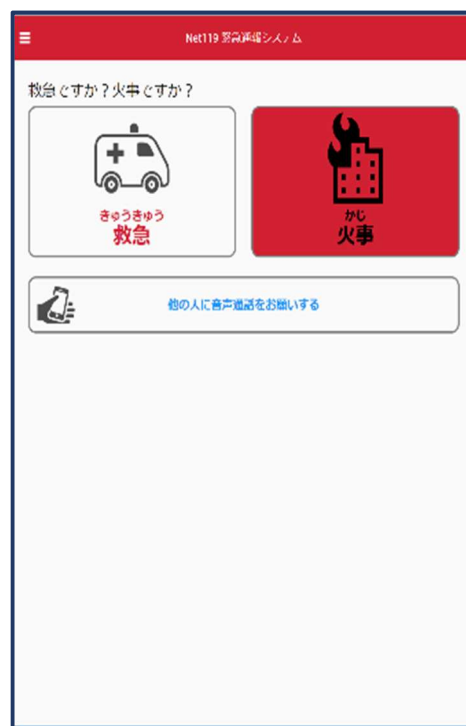 Net119 緊急通報システム
救急ですか?火事ですか?
きゅうきゅう
救急
かじ
火事
他の人に音声通話をお願いする